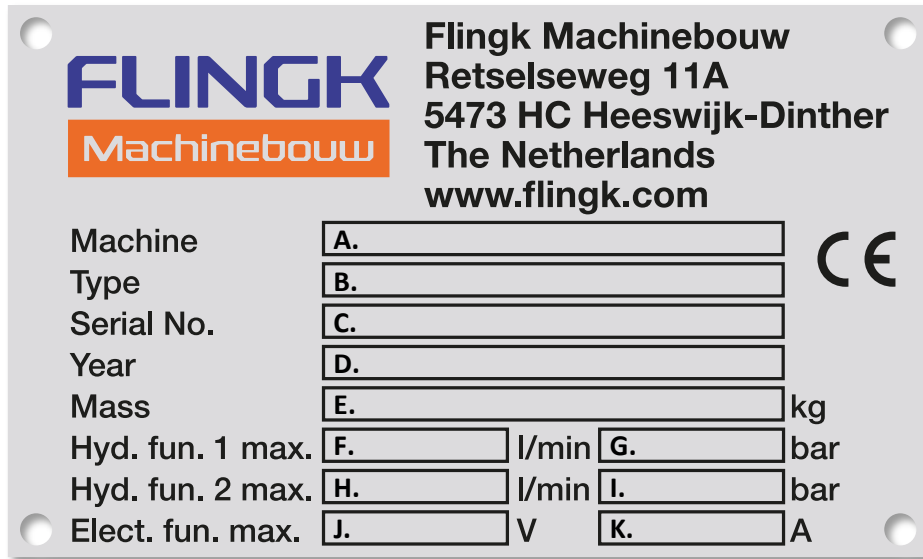 FLINGK
Machinebouw
Flingk Machinebouw
Retselseweg 11A
5473 HC Heeswijk-Dinther
The Netherlands
www.flingk.com
Machine A.
CE
Type B.
Serial No. C.
Year D.
Mass E. kg
Hyd. fun. 1 max. F. l/min G. bar
Hyd. fun. 2 max. H. l/min I. bar
Elect. fun. max. J. V K. A